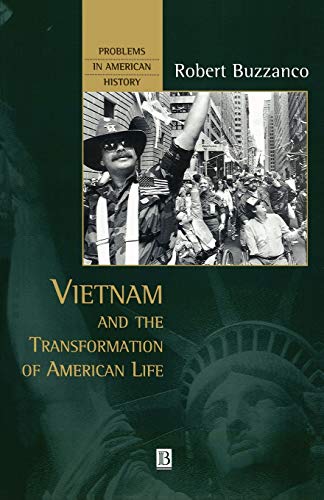 PROBLEMS
IN AMERICAN
HISTORY
Robert Buzzanco
VIETNAM
AND THE
TRANSFORMATION
OF AMERICAN LIFE
B